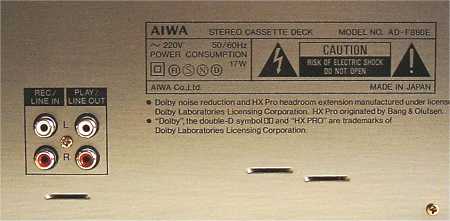 AIWA STEREO CASSETTE DECK MODEL NO. AD-F880E
~ 220V 50/60Hz
POWER CONSUMPTION
17W
CAUTION
RISK OF ELECTRIC SHOCK
DO NOT OPEN
AIWA Co.,Ltd. MADE IN JAPAN
REC/ PLAY/
LINE IN LINE OUT
L
R
• Dolby noise reduction and HX Pro headroom extension manufactured under licens
Dolby Laboratories Licensing Corporation. HX Pro originated by Bang & Olufsen.
• "Dolby", the double-D symbol and "HX PRO" are trademarks of
Dolby Laboratories Licensing Corporation.